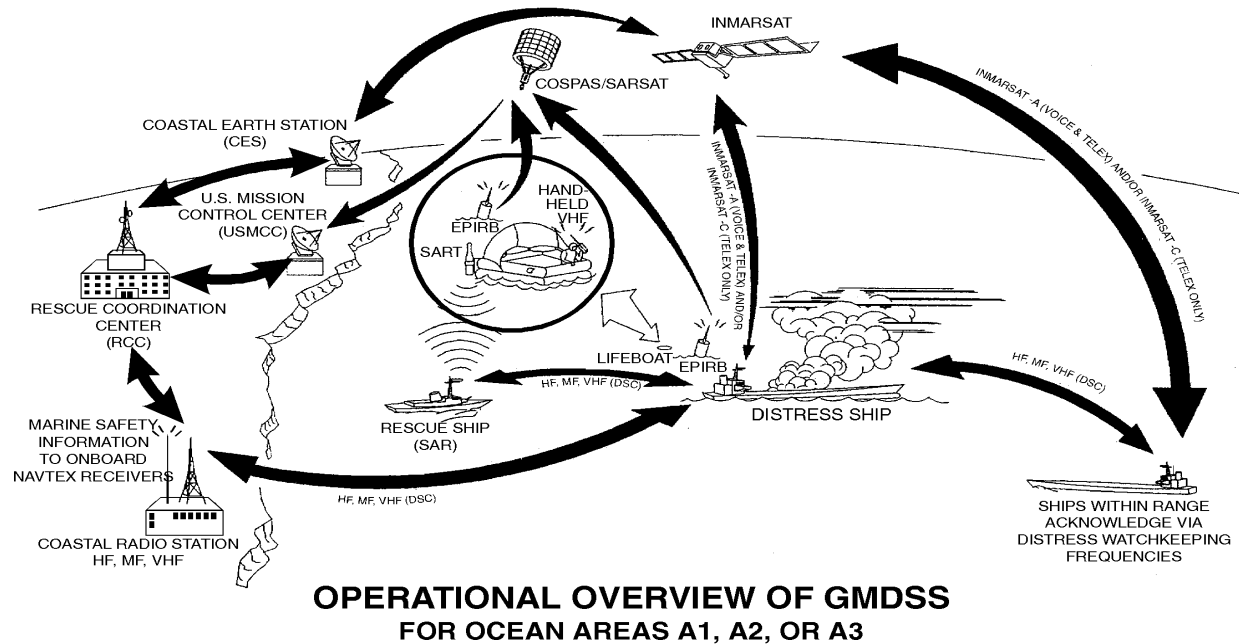 INMARSAT
COSPAS/SARSAT
COASTAL EARTH STATION
(CES)
U.S. MISSION
CONTROL CENTER
(USMCC)
HAND-
HELD
VHF
EPIRB
SART
INMARSAT -A (VOICE & TELEX) AND/OR
INMARSAT -C (TELEX ONLY)
INMARSAT -A (VOICE & TELEX) AND/OR INMARSAT -C (TELEX ONLY)
RESCUE COORDINATION
CENTER
(RCC)
LIFEBOAT
EPIRB
HF, MF, VHF (DSC)
HF, MF, VHF (DSC)
DISTRESS SHIP
RESCUE SHIP
(SAR)
MARINE SAFETY
INFORMATION
TO ONBOARD
NAVTEX RECEIVERS
HF, MF, VHF (DSC)
COASTAL RADIO STATION
HF, MF, VHF
SHIPS WITHIN RANGE
ACKNOWLEDGE VIA
DISTRESS WATCHKEEPING
FREQUENCIES
OPERATIONAL OVERVIEW OF GMDSS
FOR OCEAN AREAS A1, A2, OR A3